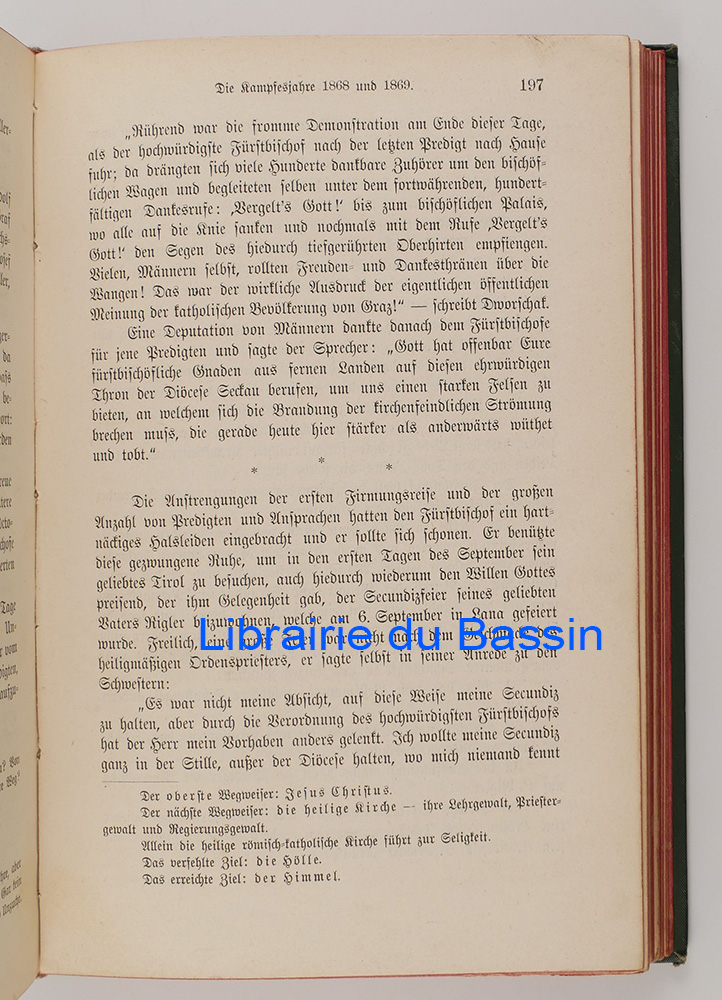 Die Kampfesjahre 1868 und 1869. 197
„Rührend war die fromme Demonstration am Ende dieser Tage,
als der hochwürdigste Fürstbischof nach der letzten Predigt nach Hause
fuhr; da drängten sich viele Hunderte dankbare Zuhörer um den bischöf-
lichen Wagen und begleiteten selben unter dem fortwährenden, hundert-
fältigen Dankesrufe: ‚Vergelt's Gott!‘ bis zum bischöflichen Palais,
wo alle auf die Knie sanken und nochmals mit dem Rufe ‚Vergelt's
Gott!‘ den Segen des hiedurch tiefgerührten Oberhirten empfiengen.
Vielen, Männern selbst, rollten Freuden- und Dankesthränen über die
Wangen! Das war der wirkliche Ausdruck der eigentlichen öffentlichen
Meinung der katholischen Bevölkerung von Graz!“ — schreibt Dworschak.
Eine Deputation von Männern dankte danach dem Fürstbischofe
für jene Predigten und sagte der Sprecher: „Gott hat offenbar Eure
fürstbischöfliche Gnaden aus fernen Landen auf diesen ehrwürdigen
Thron der Diöcese Seckau berufen, um uns einen starken Felsen zu
bieten, an welchem sich die Brandung der kirchenfeindlichen Strömung
brechen muss, die gerade heute hier stärker als anderwärts wüthet
und tobt.“
* * *
Die Anstrengungen der ersten Firmungsreise und der großen
Anzahl von Predigten und Ansprachen hatten den Fürstbischof ein hart-
näckiges Halsleiden eingebracht und er sollte sich schonen. Er benützte
diese gezwungene Ruhe, um in den ersten Tagen des September sein
geliebtes Tirol zu besuchen, auch hiedurch wiederum den Willen Gottes
preisend, der ihm Gelegenheit gab, der Secundizfeier seines geliebten
Vaters Rigler beizuwohnen, welche am 6. September in Lana gefeiert
wurde. Freilich, eine große Feier war nicht nach dem Geschmack des
Librairie du Bassin
heiligmäßigen Ordenspriesters, er sagte selbst in seiner Anrede zu den
Schwestern:
„Es war nicht meine Absicht, auf diese Weise meine Secundiz
zu halten, aber durch die Verordnung des hochwürdigsten Fürstbischofs
hat der Herr mein Vorhaben anders gelenkt. Ich wollte meine Secundiz
ganz in der Stille, außer der Diöcese halten, wo mich niemand kennt
Der oberste Wegweiser: Jesus Christus.
Der nächste Wegweiser: die heilige Kirche — ihre Lehrgewalt, Priester-
gewalt und Regierungsgewalt.
Allein die heilige römisch-katholische Kirche führt zur Seligkeit.
Das verfehlte Ziel: die Hölle.
Das erreichte Ziel: der Himmel.